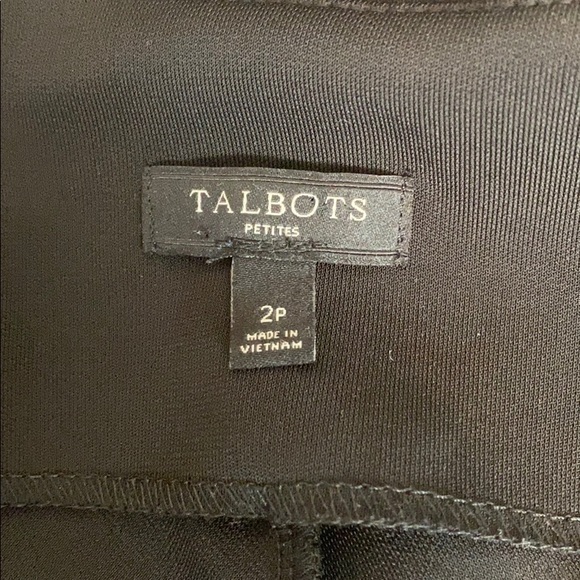 TALBOTS
PETITES
2P
MADE IN
VIETNAM